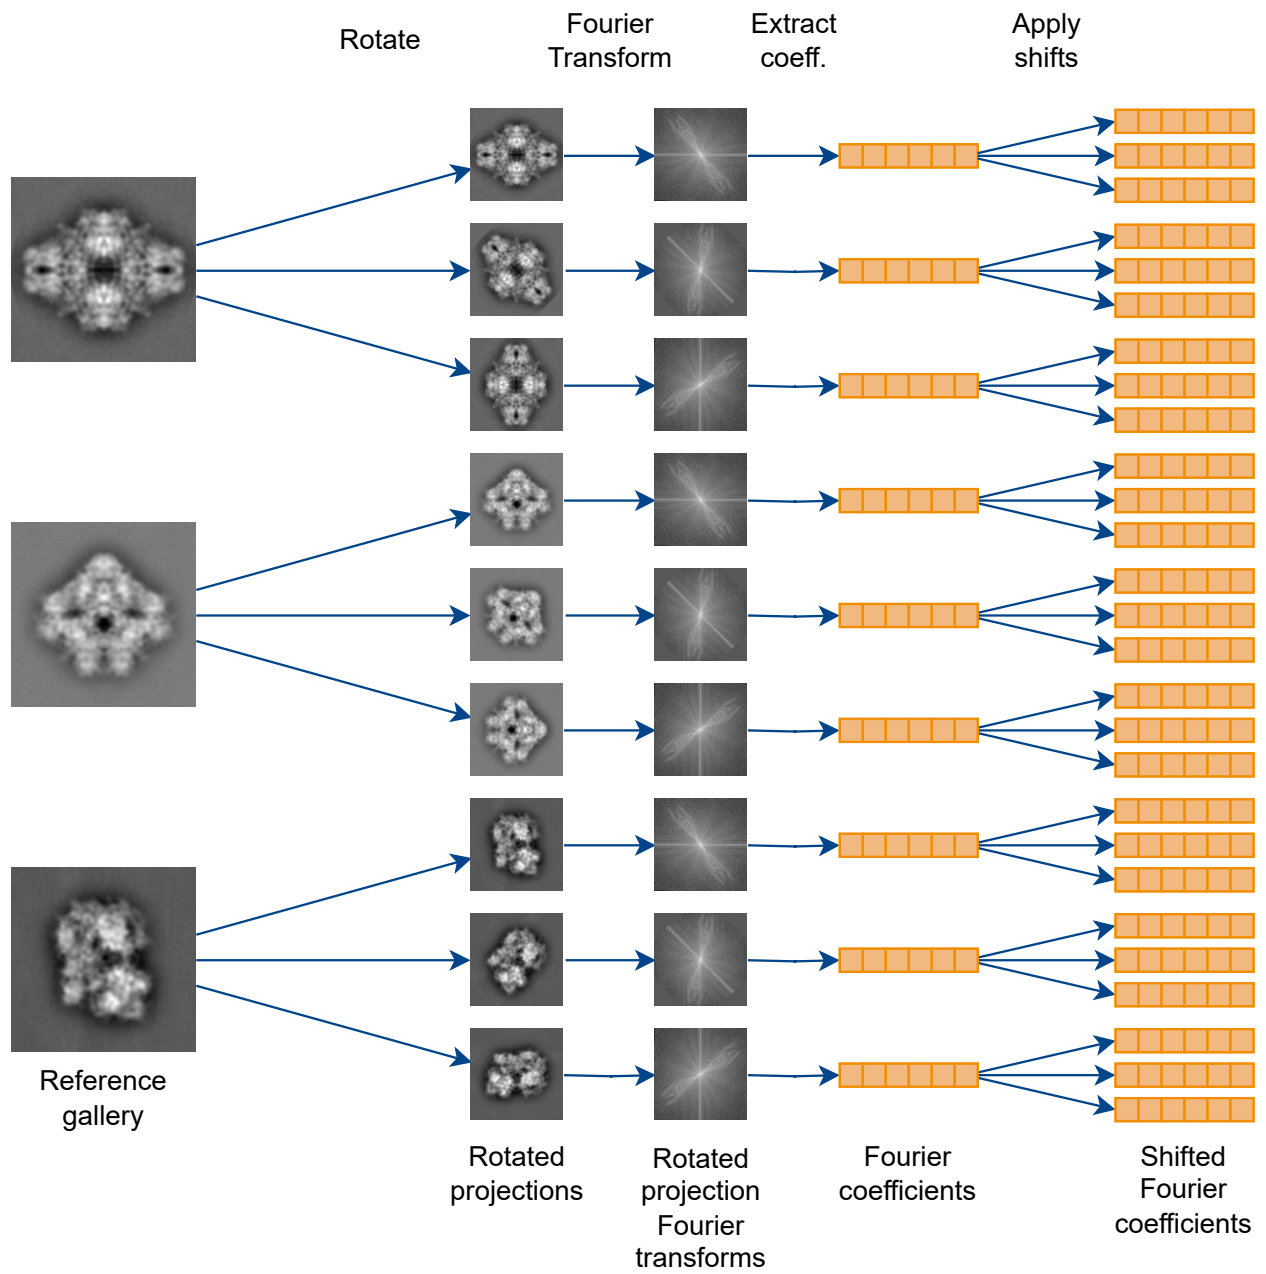 Rotate
Fourier
Transform
Extract
coeff.
Apply
shifts
Reference
gallery
Rotated
projections
Rotated
projection
Fourier
transforms
Fourier
coefficients
Shifted
Fourier
coefficients